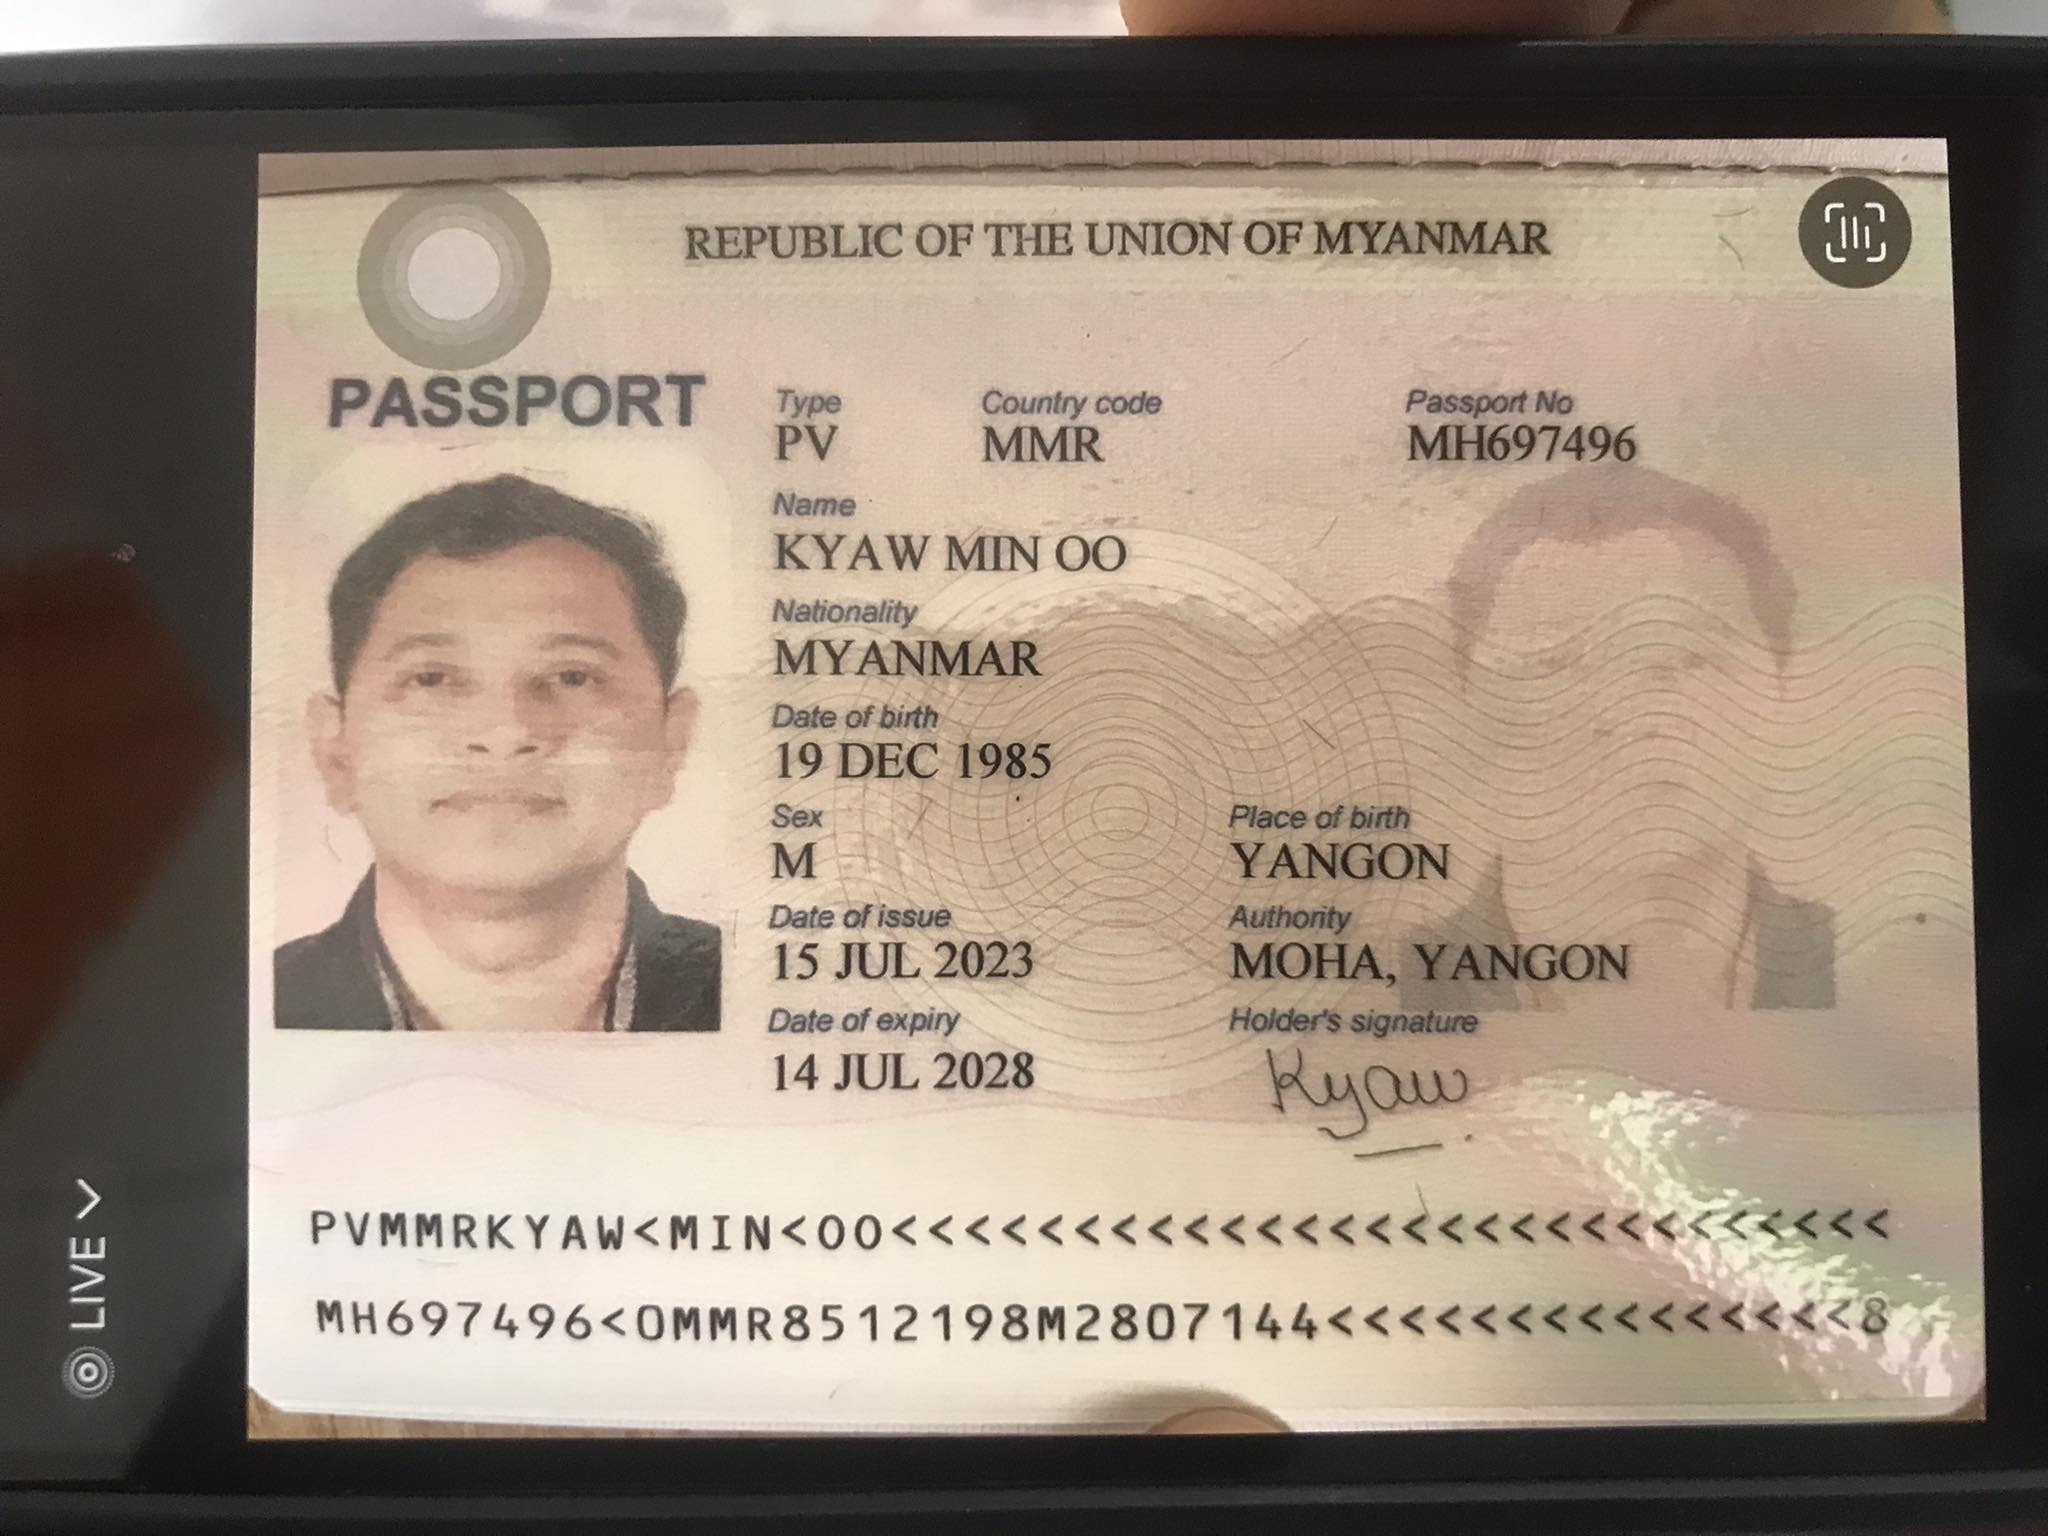 REPUBLIC OF THE UNION OF MYANMAR
PASSPORT
Type Country code Passport No
PV MMR MH697496
Name
KYAW MIN OO
Nationality
MYANMAR
Date of birth
19 DEC 1985
Sex Place of birth
M YANGON
Date of issue Authority
15 JUL 2023 MOHA, YANGON
Date of expiry Holder's signature
14 JUL 2028 Kyaw
PVMMRKYAW<MIN<OO<<<<<<<<<<<<<<<<<<<<<<<<<<<<
MH697496<0MMR8512198M2807144<<<<<<<<<<<<<<<8
LIVE